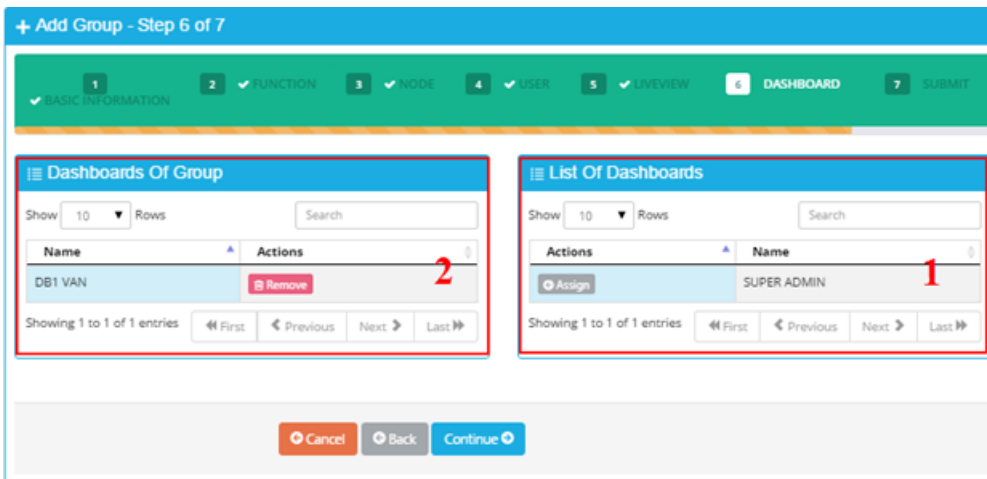 + Add Group - Step 6 of 7
1 ✔ BASIC INFORMATION
2 ✔ FUNCTION
3 ✔ NODE
4 ✔ USER
5 ✔ LIVEVIEW
6 DASHBOARD
7 SUBMIT
Dashboards Of Group
Show 10 ▼ Rows
Search
Name Actions
DB1 VAN Remove
2
Showing 1 to 1 of 1 entries
First Previous Next Last
List Of Dashboards
Show 10 ▼ Rows
Search
Actions Name
Assign SUPER ADMIN
1
Showing 1 to 1 of 1 entries
First Previous Next Last
Cancel Back Continue